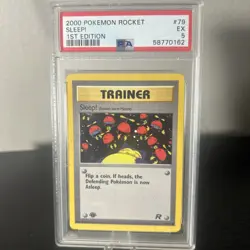 2000 POKEMON ROCKET #79
SLEEP! EX
1ST EDITION 5
PSA 58770162
TRAINER
Sleep!
Flip a coin. If heads, the
Defending Pokémon is now
Asleep.